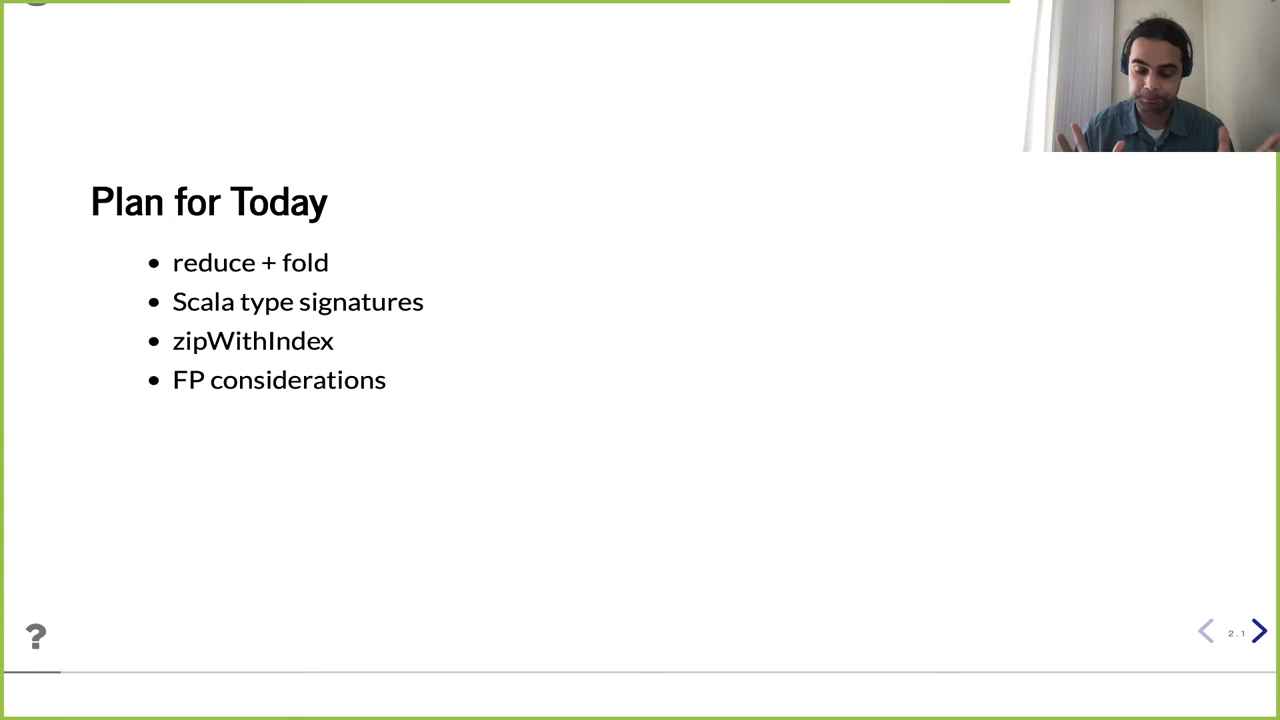 Plan for Today
• reduce + fold
• Scala type signatures
• zipWithIndex
• FP considerations
?
2.1